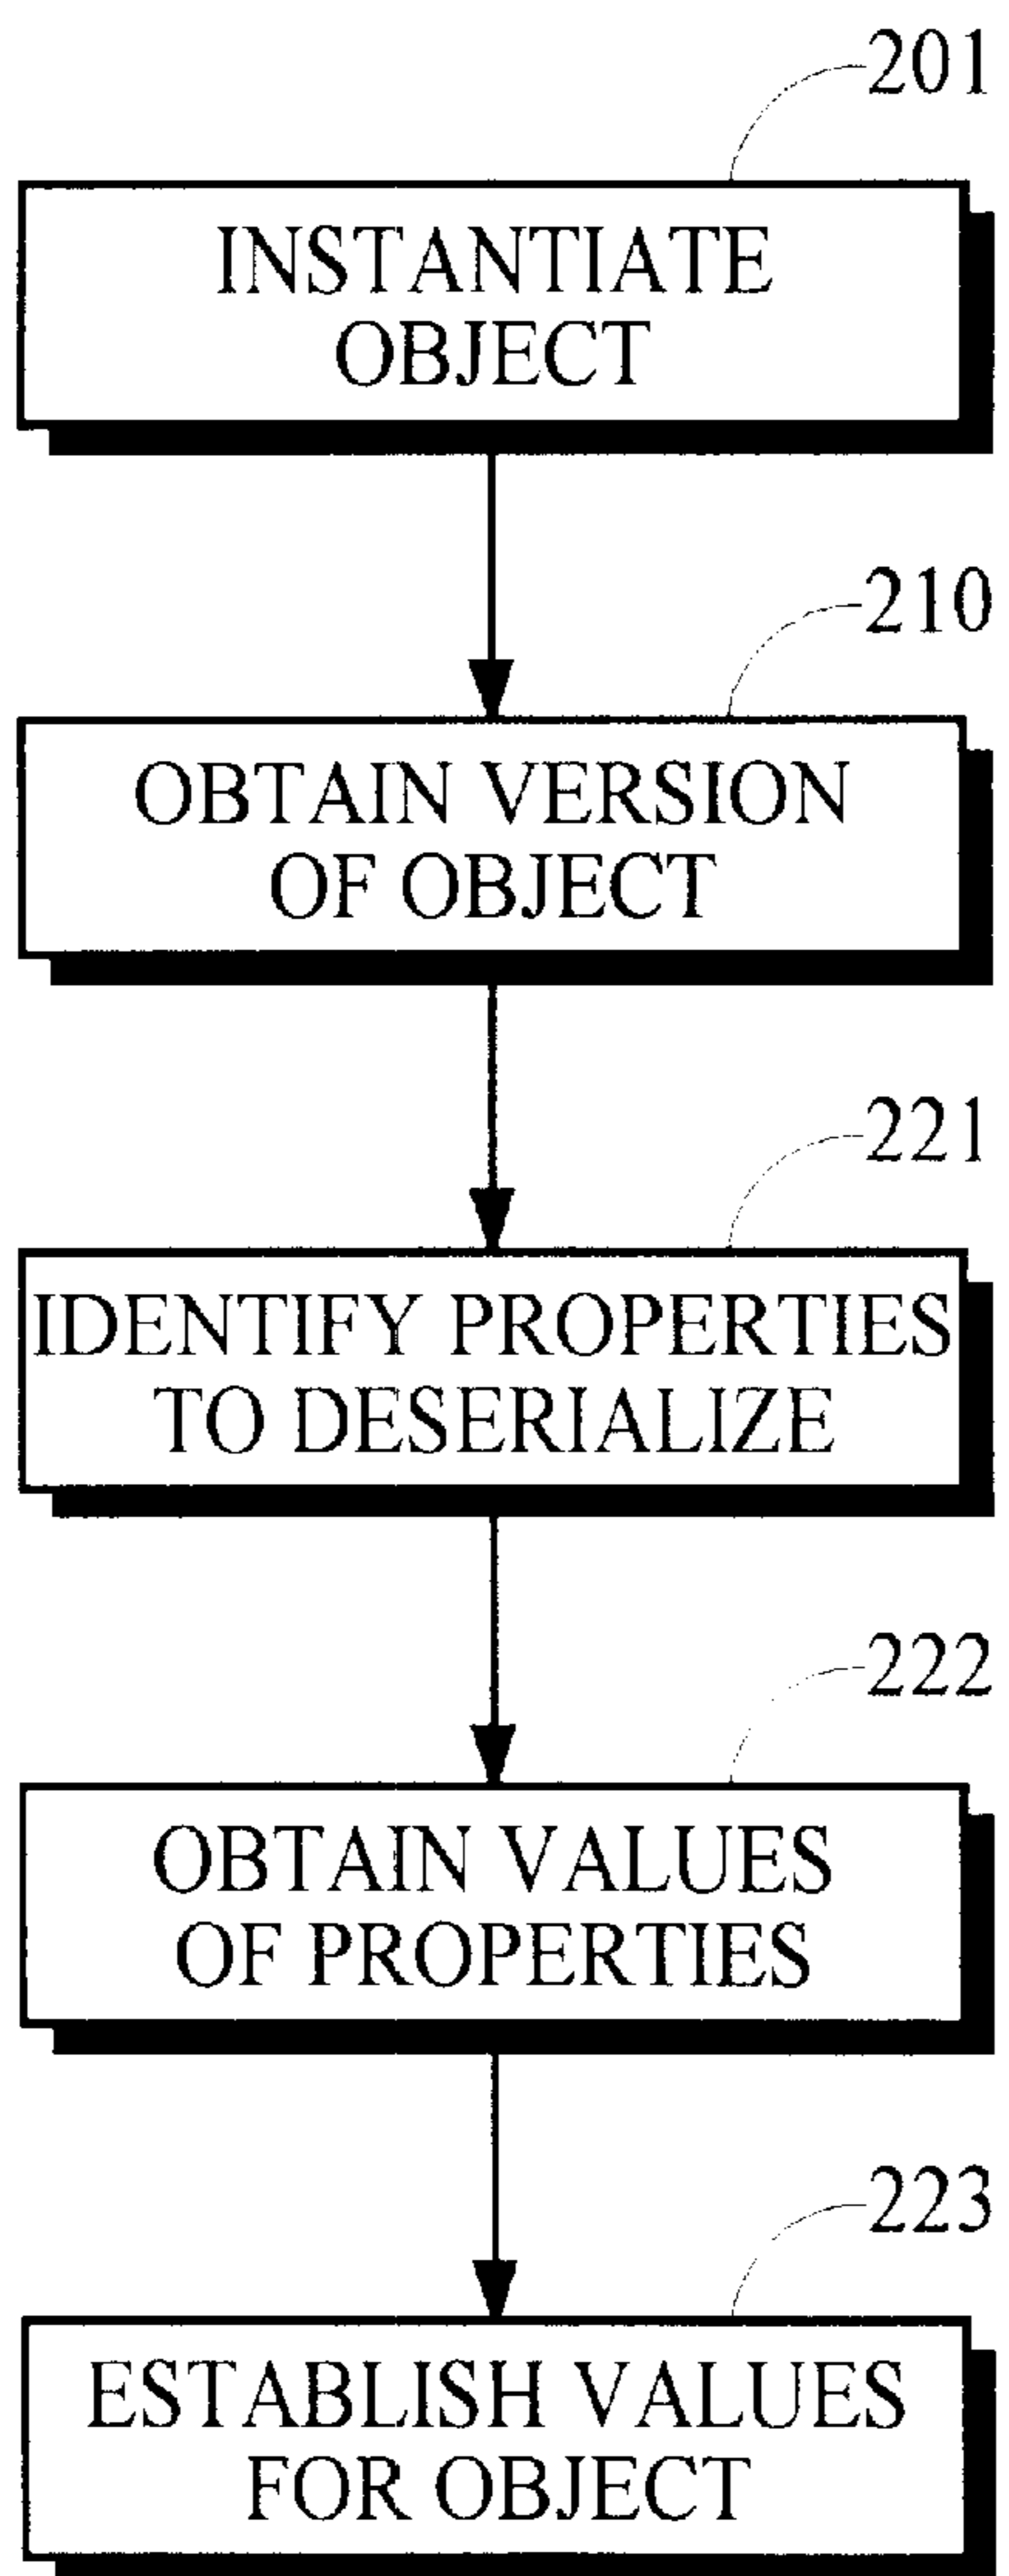 201
INSTANTIATE
OBJECT
210
OBTAIN VERSION
OF OBJECT
221
IDENTIFY PROPERTIES
TO DESERIALIZE
222
OBTAIN VALUES
OF PROPERTIES
223
ESTABLISH VALUES
FOR OBJECT